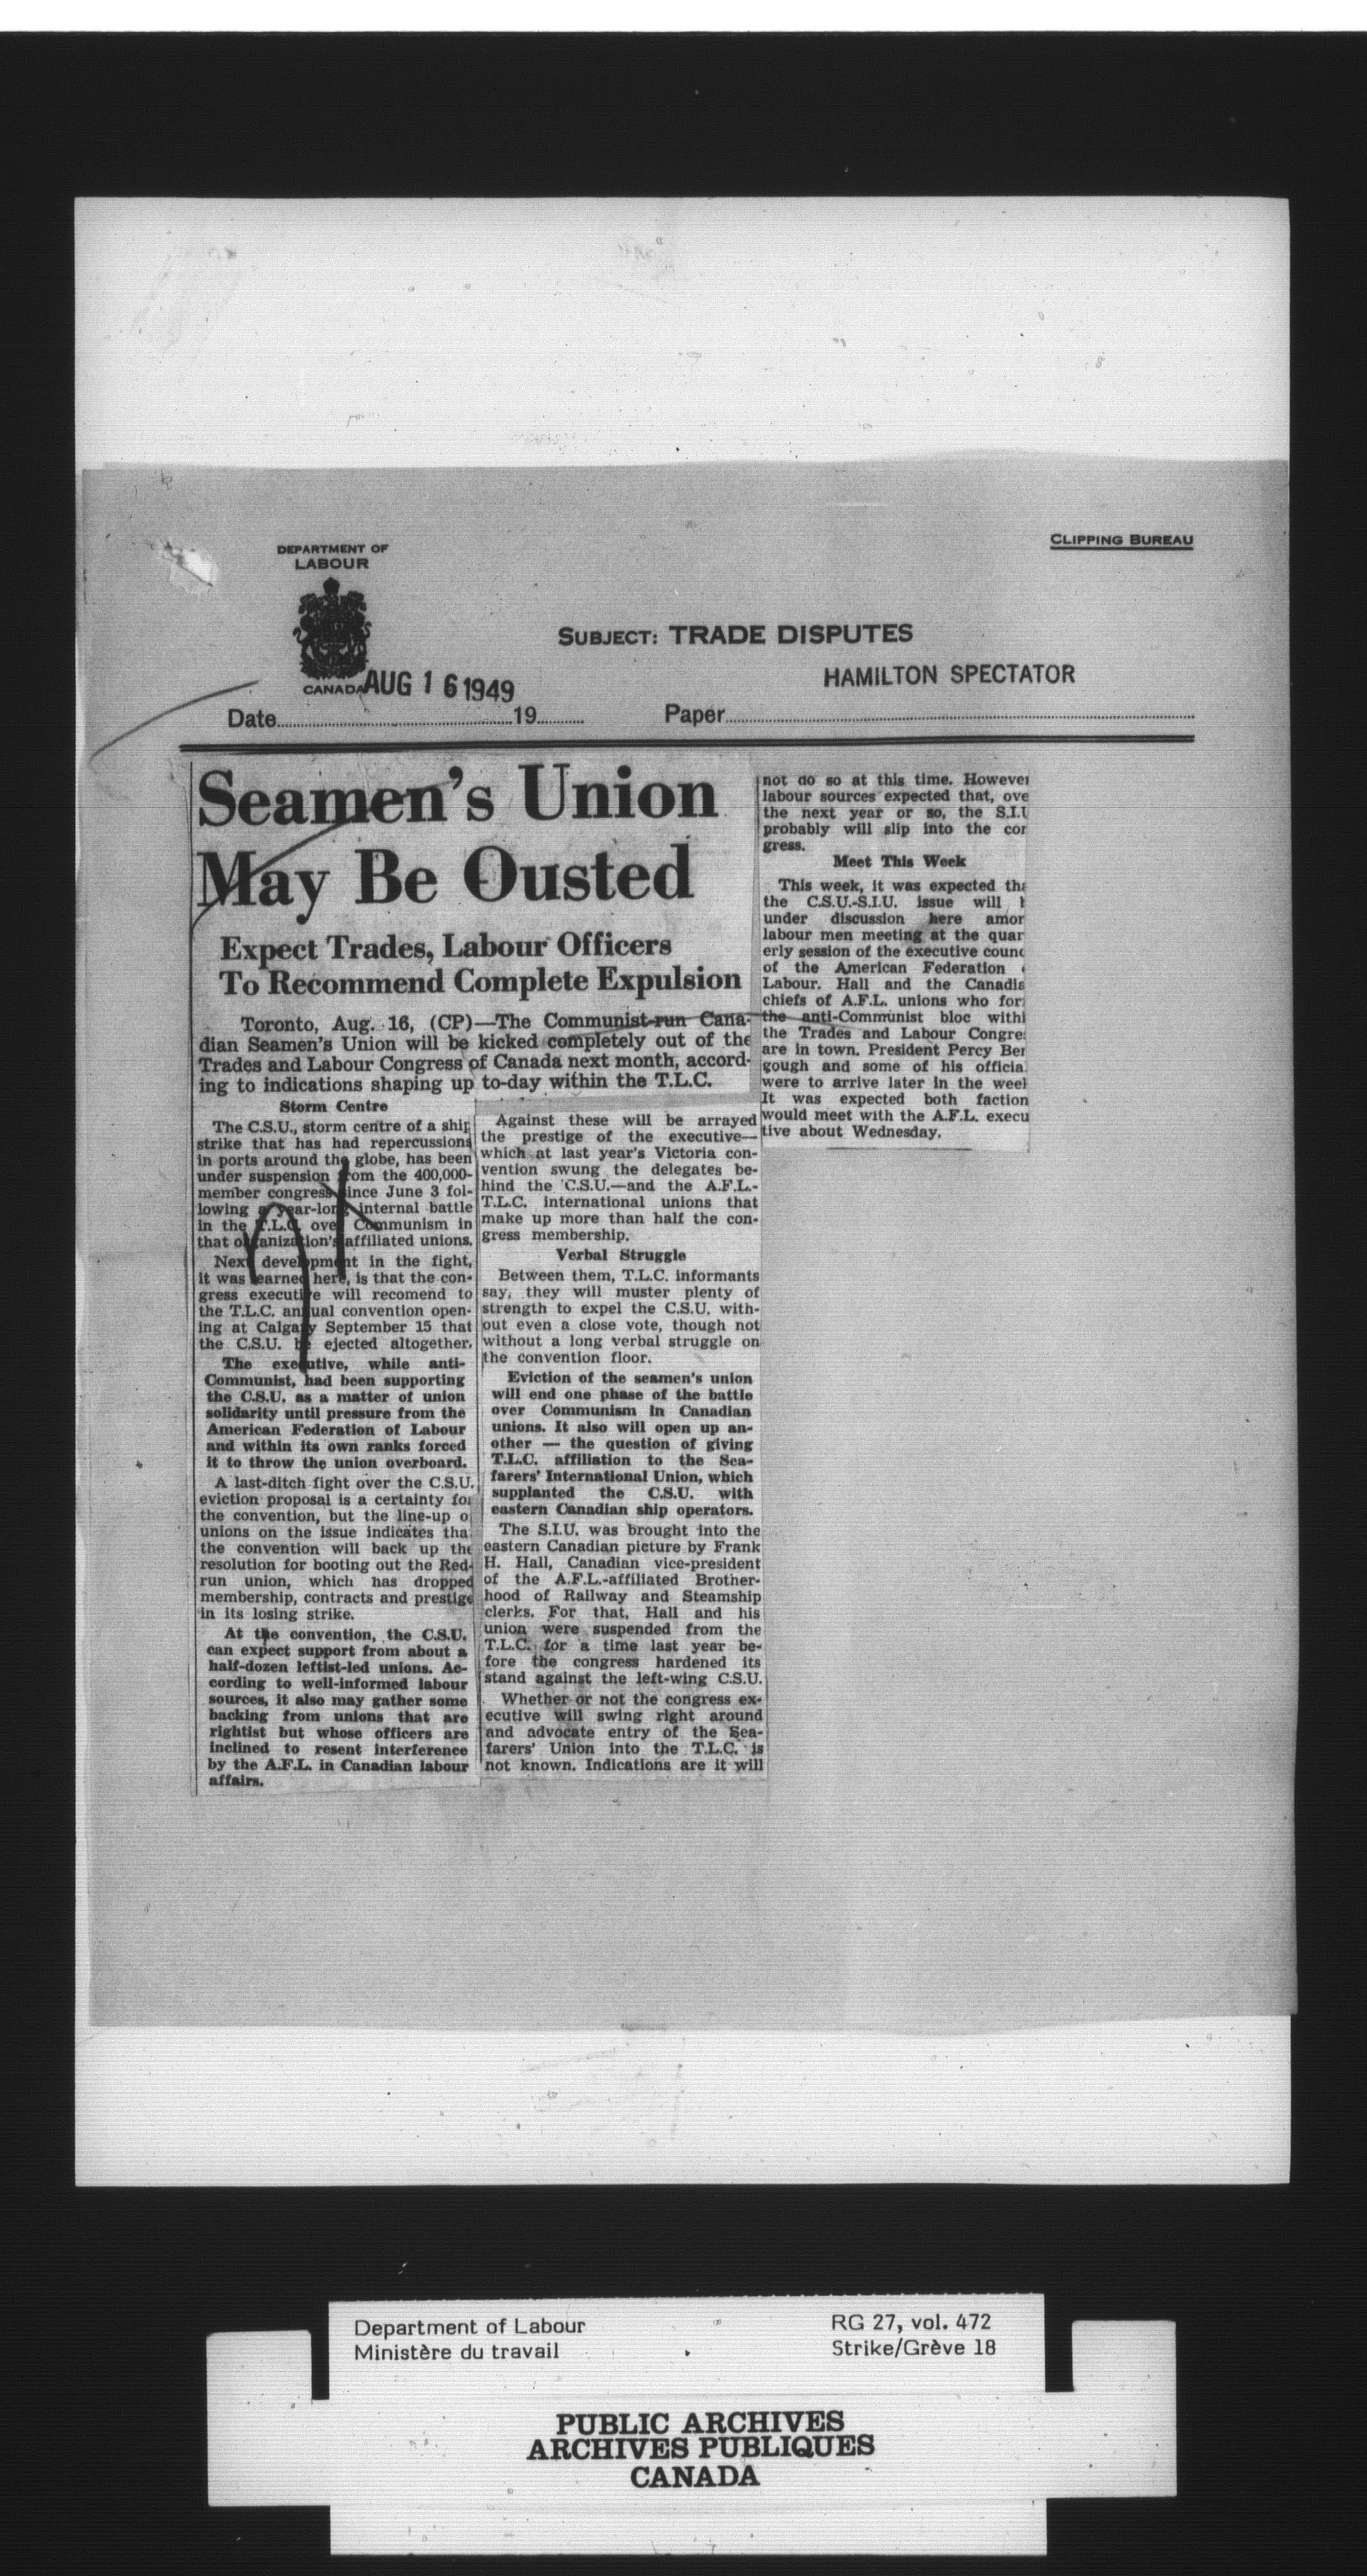 DEPARTMENT OF
LABOUR
CANADA
CLIPPING BUREAU
SUBJECT: TRADE DISPUTES
AUG 16 1949
HAMILTON SPECTATOR
Date 19 Paper
Seamen's Union
May Be Ousted
Expect Trades, Labour Officers
To Recommend Complete Expulsion
Toronto, Aug. 16, (CP)—The Communist-run Cana-
dian Seamen's Union will be kicked completely out of the
Trades and Labour Congress of Canada next month, accord-
ing to indications shaping up to-day within the T.L.C.
Storm Centre
The C.S.U., storm centre of a ship
strike that has had repercussions
in ports around the globe, has been
under suspension from the 400,000-
member congress since June 3 fol-
lowing a year-long internal battle
in the T.L.C. over Communism in
that organization's affiliated unions.
Next development in the fight,
it was learned here, is that the con-
gress executive will recomend to
the T.L.C. annual convention open-
ing at Calgary September 15 that
the C.S.U. be ejected altogether.
The executive, while anti-
Communist, had been supporting
the C.S.U. as a matter of union
solidarity until pressure from the
American Federation of Labour
and within its own ranks forced
it to throw the union overboard.
A last-ditch fight over the C.S.U.
eviction proposal is a certainty for
the convention, but the line-up o
unions on the issue indicates tha
the convention will back up the
resolution for booting out the Red-
run union, which has dropped
membership, contracts and prestige
in its losing strike.
At the convention, the C.S.U.
can expect support from about a
half-dozen leftist-led unions. Ac-
cording to well-informed labour
sources, it also may gather some
backing from unions that are
rightist but whose officers are
inclined to resent interference
by the A.F.L. in Canadian labour
affairs.
Against these will be arrayed
the prestige of the executive—
which at last year's Victoria con-
vention swung the delegates be-
hind the C.S.U.—and the A.F.L.-
T.L.C. international unions that
make up more than half the con-
gress membership.
Verbal Struggle
Between them, T.L.C. informants
say, they will muster plenty of
strength to expel the C.S.U. with-
out even a close vote, though not
without a long verbal struggle on
the convention floor.
Eviction of the seamen's union
will end one phase of the battle
over Communism in Canadian
unions. It also will open up an-
other — the question of giving
T.L.C. affiliation to the Sea-
farers' International Union, which
supplanted the C.S.U. with
eastern Canadian ship operators.
The S.I.U. was brought into the
eastern Canadian picture by Frank
H. Hall, Canadian vice-president
of the A.F.L.-affiliated Brother-
hood of Railway and Steamship
clerks. For that, Hall and his
union were suspended from the
T.L.C. for a time last year be-
fore the congress hardened its
stand against the left-wing C.S.U.
Whether or not the congress ex-
ecutive will swing right around
and advocate entry of the Sea-
farers' Union into the T.L.C. is
not known. Indications are it will
not do so at this time. However
labour sources expected that, ove
the next year or so, the S.I.U
probably will slip into the con
gress.
Meet This Week
This week, it was expected tha
the C.S.U.-S.I.U. issue will b
under discussion here amon
labour men meeting at the quar
erly session of the executive counc
of the American Federation
Labour. Hall and the Canadia
chiefs of A.F.L. unions who for
the anti-Communist bloc withi
the Trades and Labour Congres
are in town. President Percy Ben
gough and some of his official
were to arrive later in the week
It was expected both faction
would meet with the A.F.L. execu
tive about Wednesday.
Department of Labour
Ministère du travail
RG 27, vol. 472
Strike/Grève 18
PUBLIC ARCHIVES
ARCHIVES PUBLIQUES
CANADA